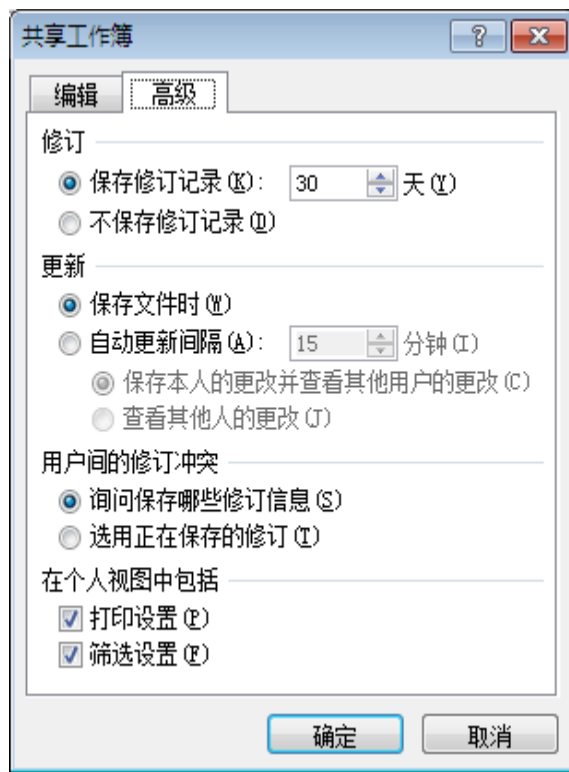 共享工作簿
编辑 高级
修订
保存修订记录(K): 30 天(Y)
不保存修订记录(D)
更新
保存文件时(W)
自动更新间隔(A): 15 分钟(I)
保存本人的更改并查看其他用户的更改(C)
查看其他人的更改(J)
用户间的修订冲突
询问保存哪些修订信息(S)
选用正在保存的修订(T)
在个人视图中包括
打印设置(P)
筛选设置(F)
确定 取消